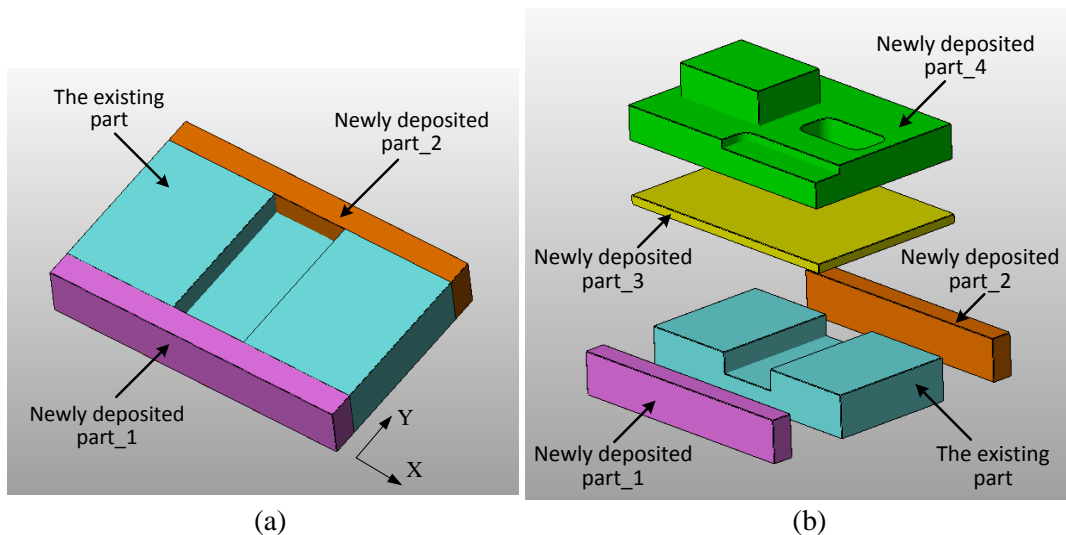 The existing
part
Newly deposited
part_2
Newly deposited
part_1
Y
X
(a)
Newly deposited
part_4
Newly deposited
part_3
Newly deposited
part_2
Newly deposited
part_1
The existing
part
(b)